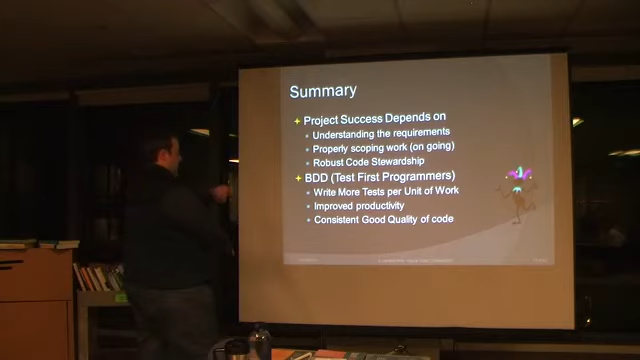 Summary
Project Success Depends on
Understanding the requirements
Properly scoping work (on going)
Robust Code Stewardship
BDD (Test First Programmers)
Write More Tests per Unit of Work
Improved productivity
Consistent Good Quality of code